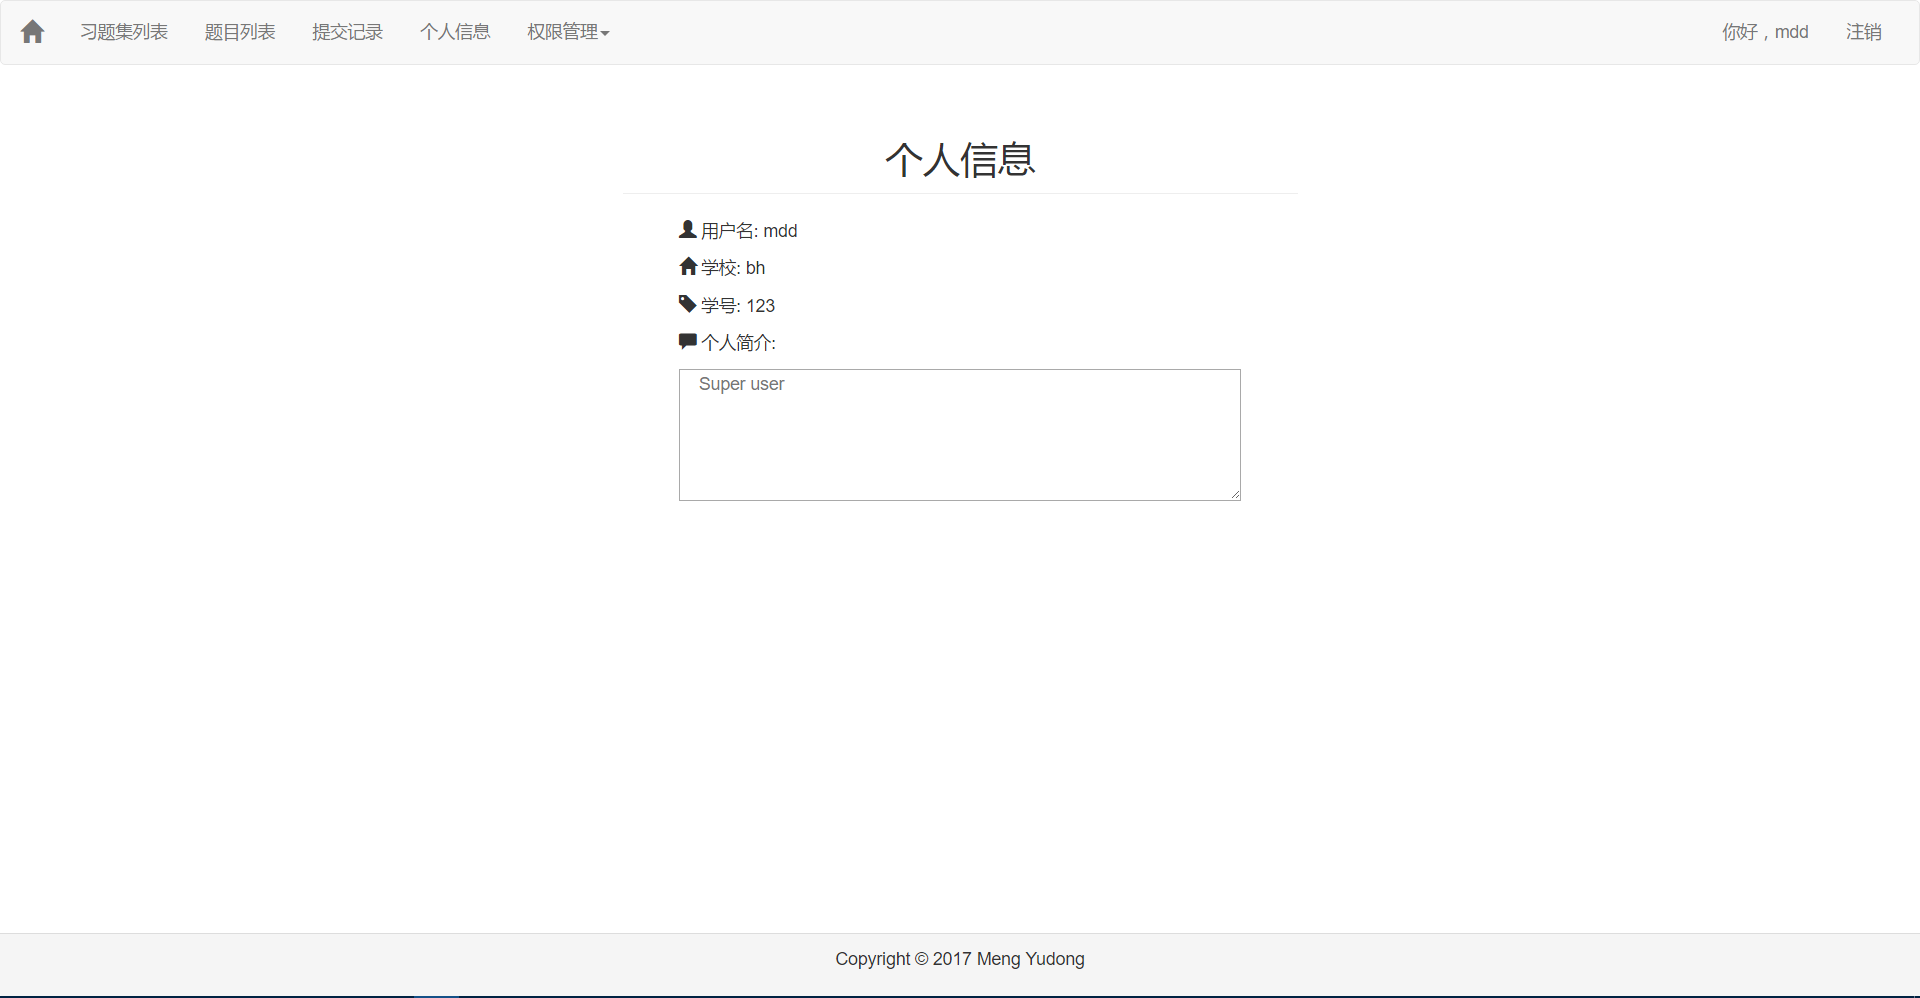 习题集列表 题目列表 提交记录 个人信息 权限管理 你好，mdd 注销
个人信息
用户名: mdd
学校: bh
学号: 123
个人简介:
Super user
Copyright © 2017 Meng Yudong